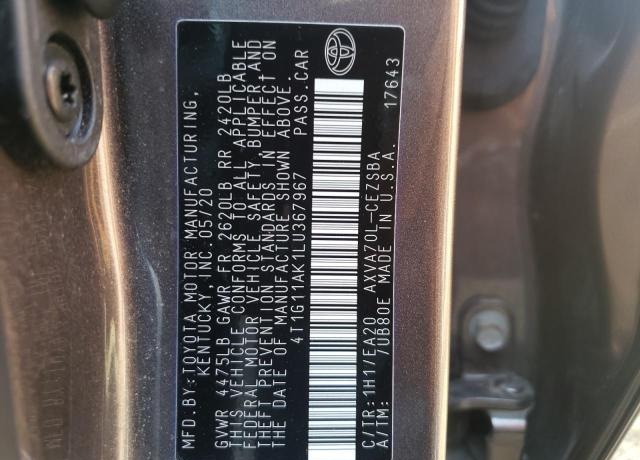 MFD. BY: TOYOTA MOTOR MANUFACTURING,
KENTUCKY, INC. 05/20
GVWR 4475LB GAWR FR 2620LB RR 2420LB
THIS VEHICLE CONFORMS TO ALL APPLICABLE
FEDERAL MOTOR VEHICLE SAFETY, BUMPER, AND
THEFT PREVENTION STANDARDS IN EFFECT ON
THE DATE OF MANUFACTURE SHOWN ABOVE.
4T1G11AK1LU367967 PASS. CAR
C/TR: 1H17EA20 AXVA70L-CEZSBA
A/TM: 7UB80E MADE IN U.S.A.
17643